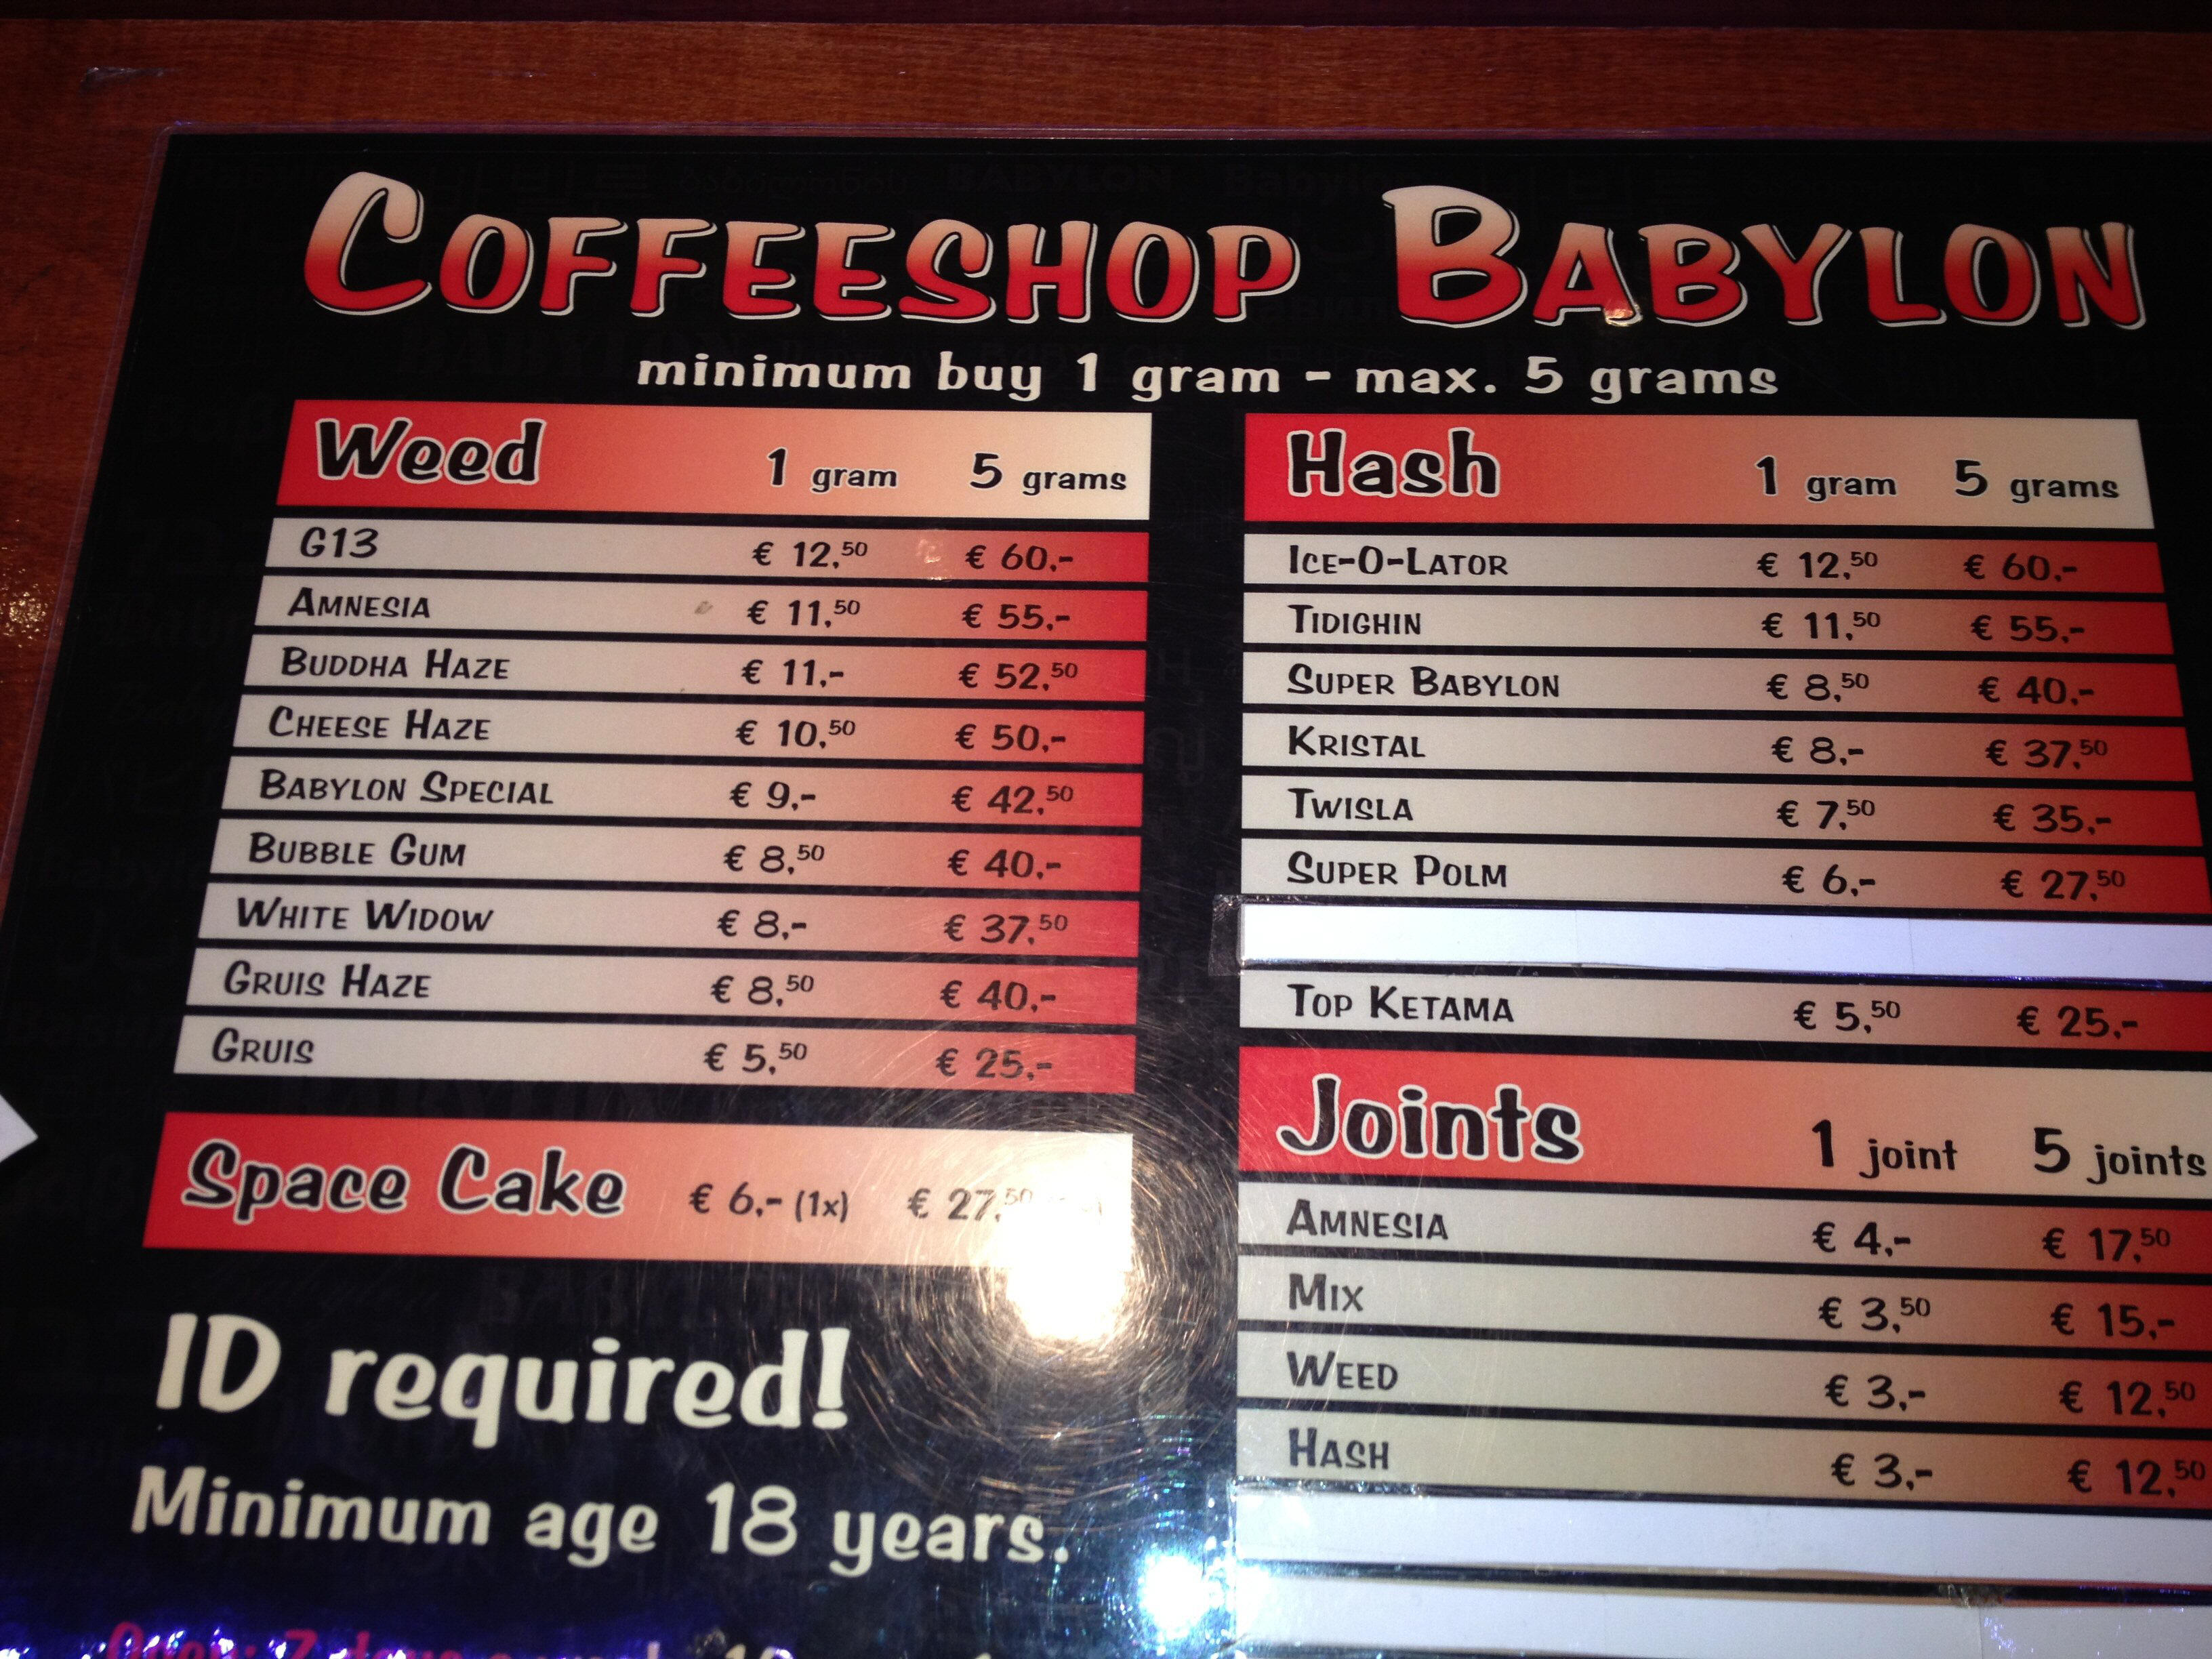 Coffeeshop Babylon
minimum buy 1 gram - max. 5 grams
Weed 1 gram 5 grams
G13 € 12,50 € 60,-
Amnesia € 11,50 € 55,-
Buddha Haze € 11,- € 52,50
Cheese Haze € 10,50 € 50,-
Babylon Special € 9,- € 42,50
Bubble Gum € 8,50 € 40,-
White Widow € 8,- € 37,50
Gruis Haze € 8,50 € 40,-
Gruis € 5,50 € 25,-
Space Cake € 6,- (1x) € 27,50
ID required!
Minimum age 18 years.
Hash 1 gram 5 grams
Ice-O-Lator € 12,50 € 60,-
Tidighin € 11,50 € 55,-
Super Babylon € 8,50 € 40,-
Kristal € 8,- € 37,50
Twisla € 7,50 € 35,-
Super Polm € 6,- € 27,50
Top Ketama € 5,50 € 25,-
Joints 1 joint 5 joints
Amnesia € 4,- € 17,50
Mix € 3,50 € 15,-
Weed € 3,- € 12,50
Hash € 3,- € 12,50